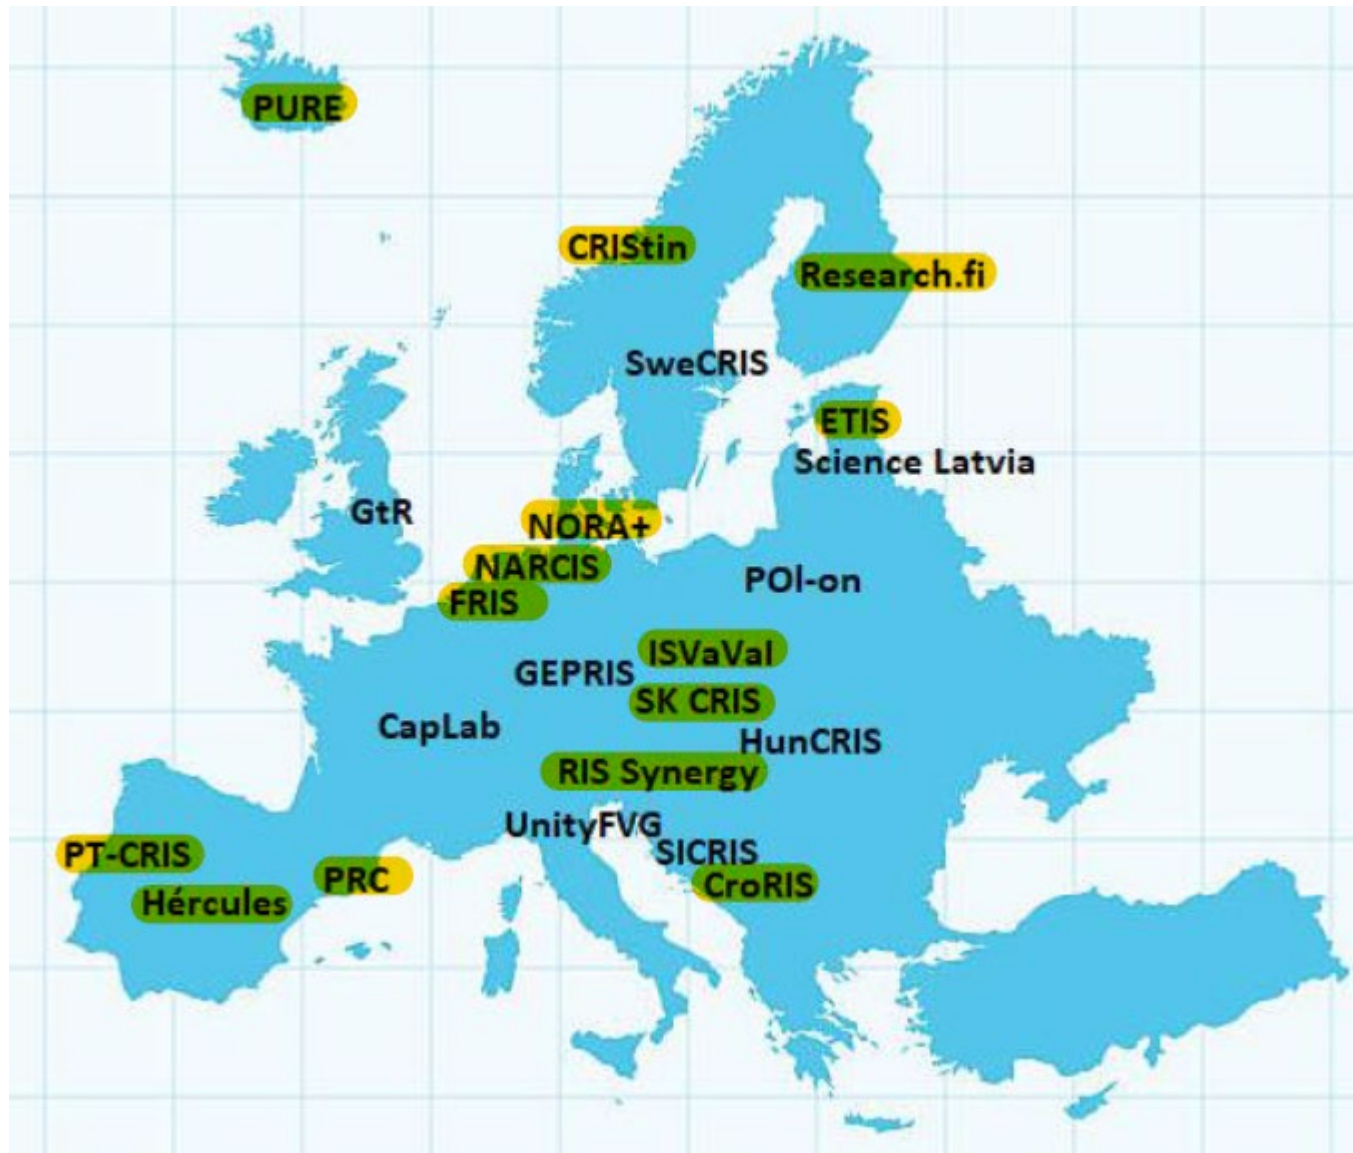 PURE
CRIStin
Research.fi
SweCRIS
ETIS
Science Latvia
GtR
NORA+
NARCIS
POl-on
FRIS
ISVaVal
GEPRIS
SK CRIS
CapLab
HunCRIS
RIS Synergy
UnityFVG
SICRIS
PT-CRIS
PRC
CroRIS
Hércules